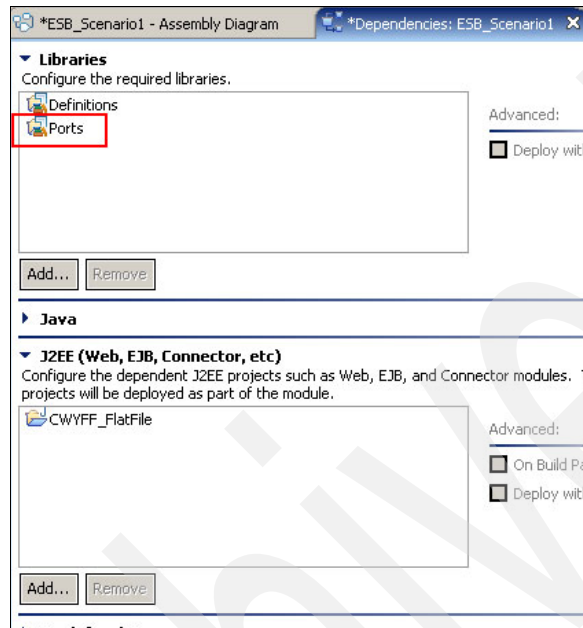 *ESB_Scenario1 - Assembly Diagram
*Dependencies: ESB_Scenario1
Libraries
Configure the required libraries.
Definitions
Ports
Advanced:
Deploy with
Add... Remove
Java
J2EE (Web, EJB, Connector, etc)
Configure the dependent J2EE projects such as Web, EJB, and Connector modules.
projects will be deployed as part of the module.
CWYFF_FlatFile
Advanced:
On Build Pa
Deploy with
Add... Remove